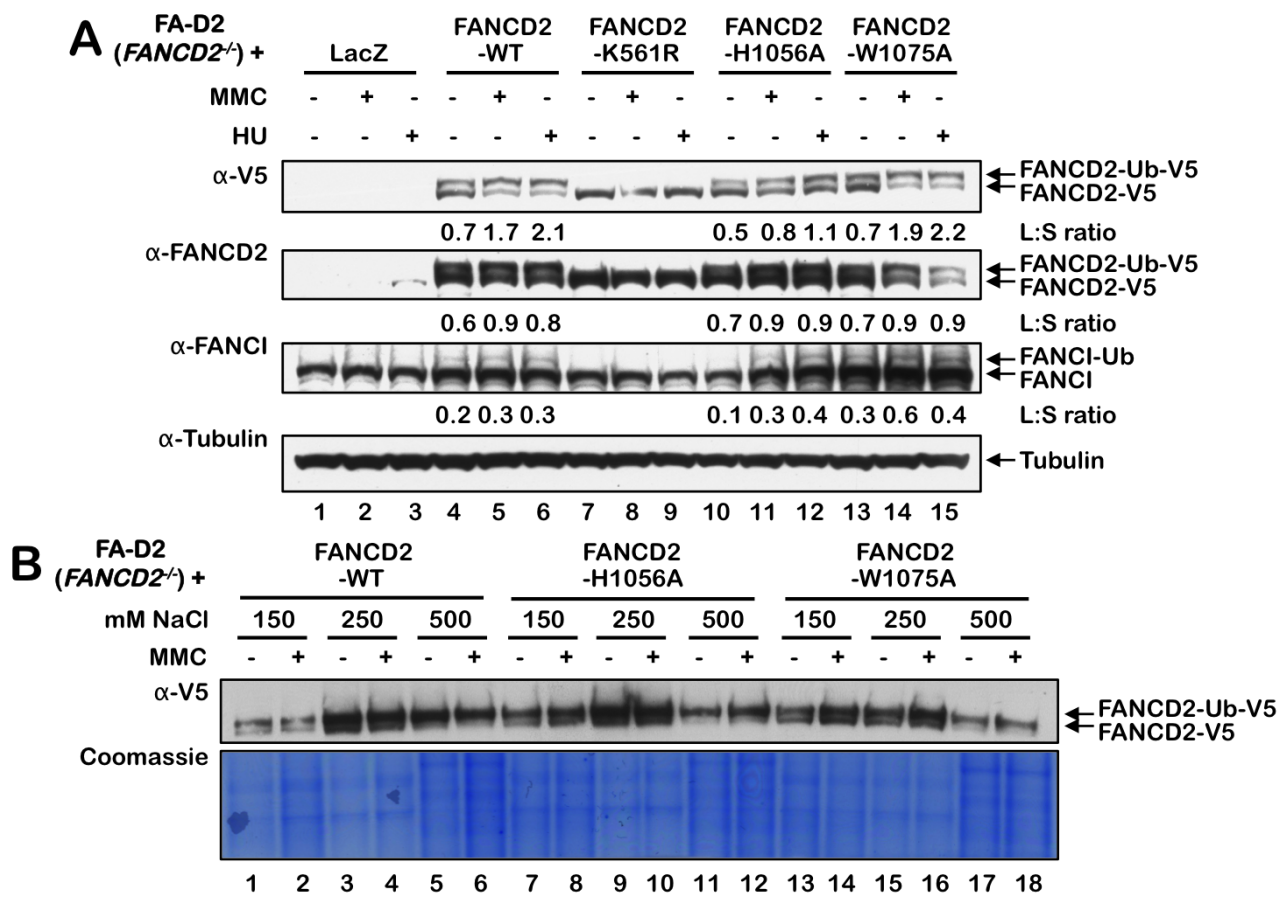 A
FA-D2
(FANCD2-/-) +
LacZ
FANCD2
-WT
FANCD2
-K561R
FANCD2
-H1056A
FANCD2
-W1075A
MMC - + - - + - - + - - + - - + -
HU - - + - - + - - + - - + - - +
α-V5
FANCD2-Ub-V5
FANCD2-V5
0.7 1.7 2.1 0.5 0.8 1.1 0.7 1.9 2.2 L:S ratio
α-FANCD2
FANCD2-Ub-V5
FANCD2-V5
0.6 0.9 0.8 0.7 0.9 0.9 0.7 0.9 0.9 L:S ratio
α-FANCI
FANCI-Ub
FANCI
0.2 0.3 0.3 0.1 0.3 0.4 0.3 0.6 0.4 L:S ratio
α-Tubulin
Tubulin
1 2 3 4 5 6 7 8 9 10 11 12 13 14 15
B
FA-D2
(FANCD2-/-) +
FANCD2
-WT
FANCD2
-H1056A
FANCD2
-W1075A
mM NaCl 150 250 500 150 250 500 150 250 500
MMC - + - + - + - + - + - + - + - + - +
α-V5
FANCD2-Ub-V5
FANCD2-V5
Coomassie
1 2 3 4 5 6 7 8 9 10 11 12 13 14 15 16 17 18